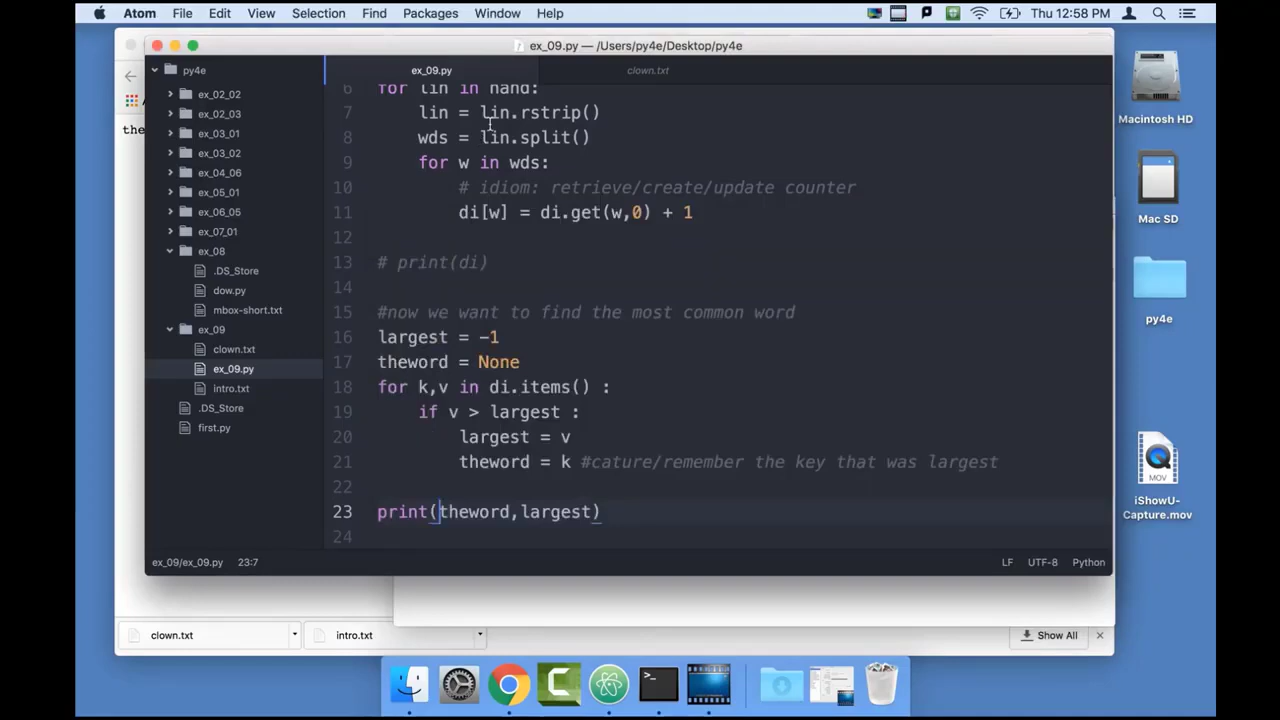 Atom File Edit View Selection Find Packages Window Help Thu 12:58 PM
ex_09.py — /Users/py4e/Desktop/py4e
py4e
ex_09.py
clown.txt
ex_02_02
ex_02_03
ex_03_01
ex_03_02
ex_04_06
ex_05_01
ex_06_05
ex_07_01
ex_08
.DS_Store
dow.py
mbox-short.txt
ex_09
clown.txt
ex_09.py
intro.txt
.DS_Store
first.py
the
6 for lin in hand:
7 lin = lin.rstrip()
8 wds = lin.split()
9 for w in wds:
10 # idiom: retrieve/create/update counter
11 di[w] = di.get(w,0) + 1
12
13 # print(di)
14
15 #now we want to find the most common word
16 largest = -1
17 theword = None
18 for k,v in di.items() :
19 if v > largest :
20 largest = v
21 theword = k #cature/remember the key that was largest
22
23 print(theword,largest)
24
ex_09/ex_09.py 23:7 LF UTF-8 Python
clown.txt
intro.txt
Show All
Macintosh HD
Mac SD
py4e
MOV
iShowU-
Capture.mov